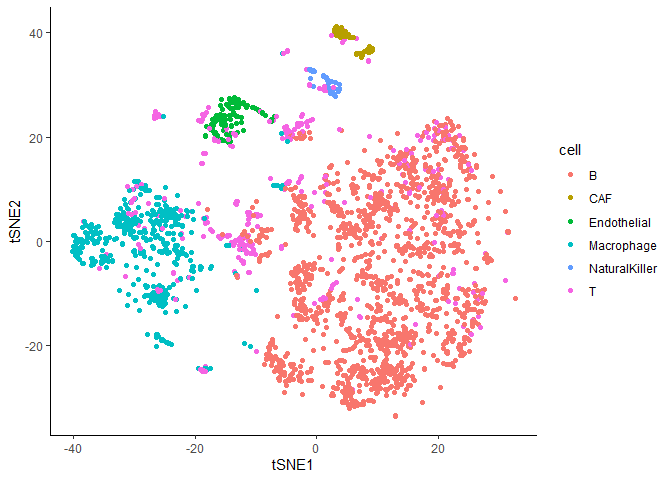 40
20
0
-20
-40
-20
0
20
tSNE1
tSNE2
cell
B
CAF
Endothelial
Macrophage
NaturalKiller
T